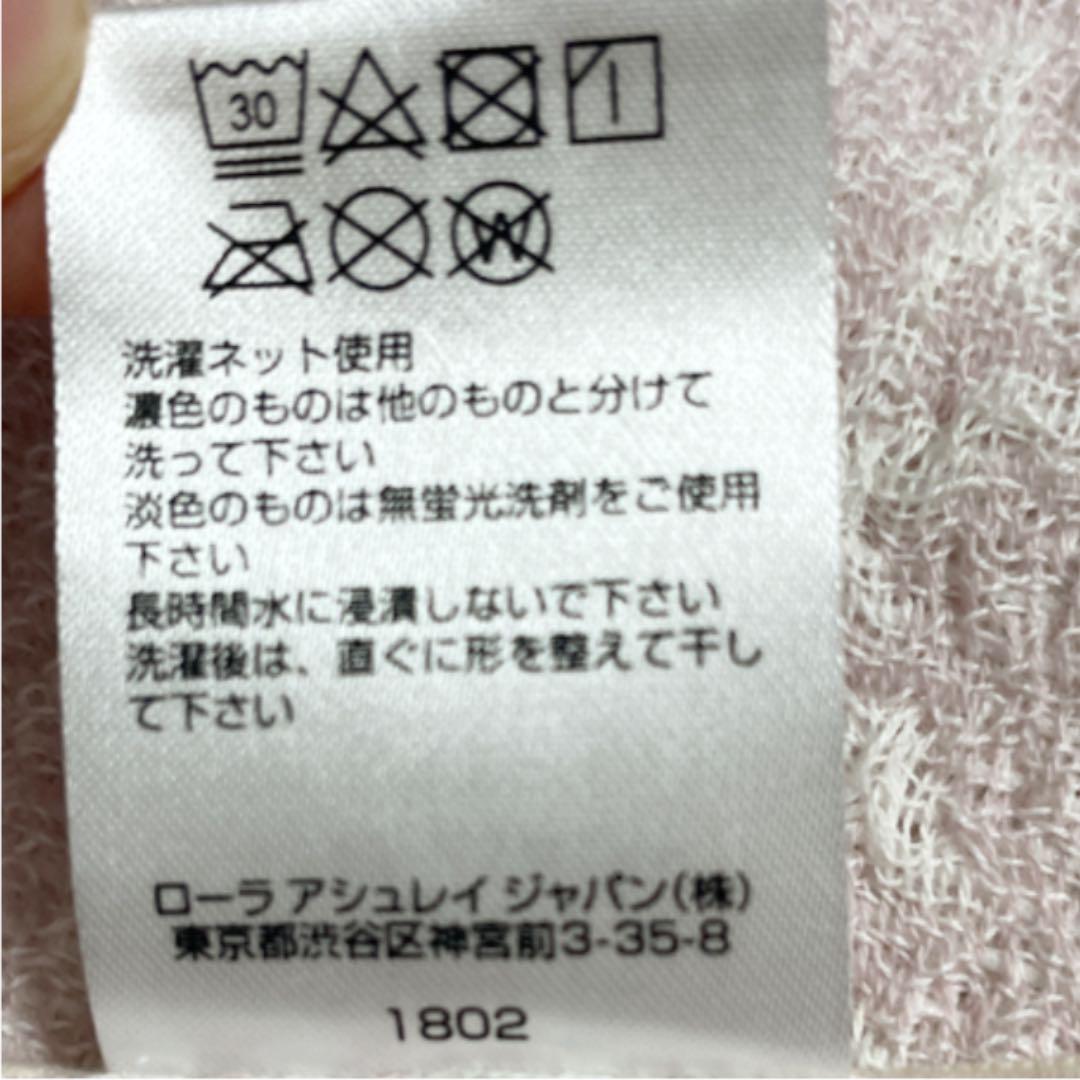 30
W
洗濯ネット使用
濃色のものは他のものと分けて
洗って下さい
淡色のものは無蛍光洗剤をご使用
下さい
長時間水に浸漬しないで下さい
洗濯後は、直ぐに形を整えて干し
て下さい
ローラ アシュレイ ジャパン(株)
東京都渋谷区神宮前3-35-8
1802